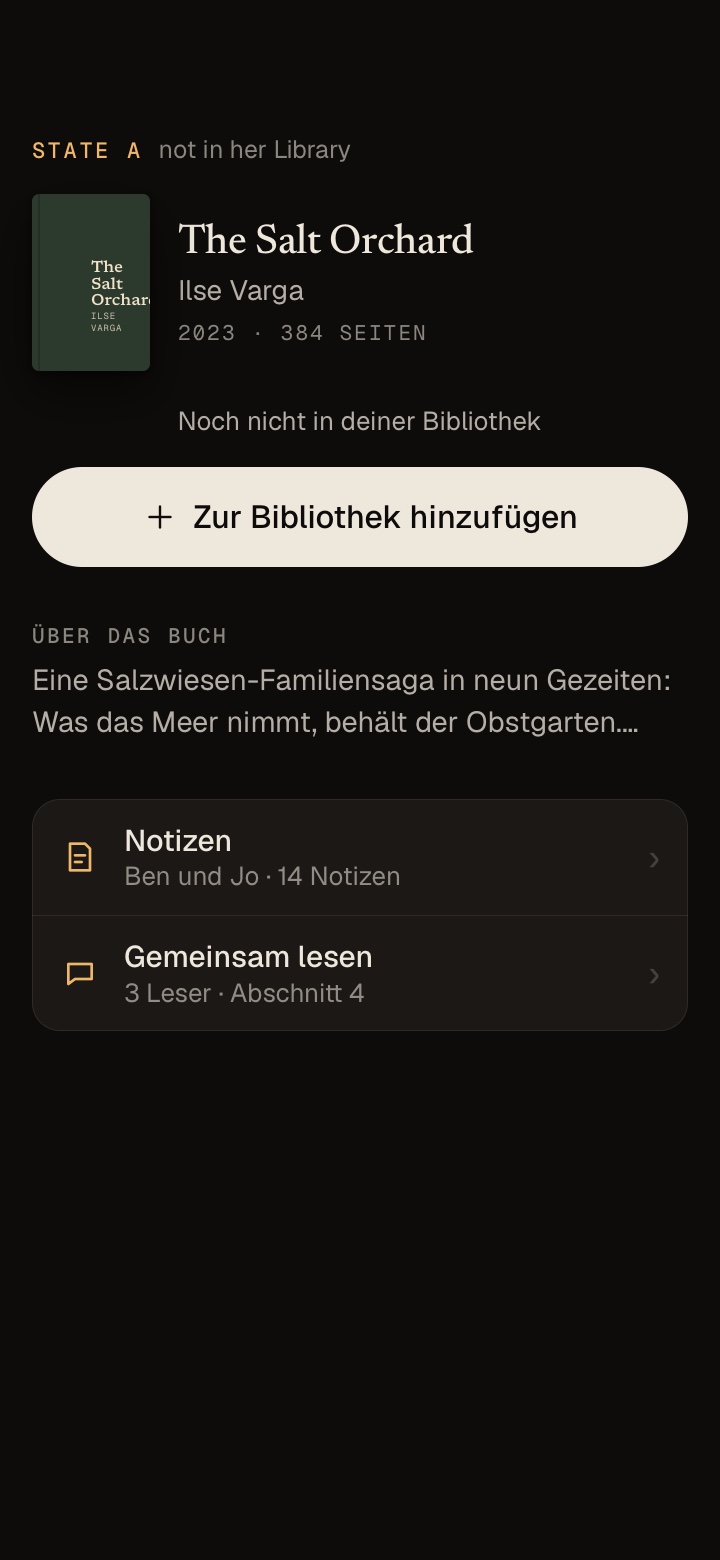 STATE A not in her Library
The
Salt
Orchard
ILSE
VARGA
The Salt Orchard
Ilse Varga
2023 · 384 SEITEN
Noch nicht in deiner Bibliothek
+ Zur Bibliothek hinzufügen
ÜBER DAS BUCH
Eine Salzwiesen-Familiensaga in neun Gezeiten:
Was das Meer nimmt, behält der Obstgarten.…
Notizen
Ben und Jo · 14 Notizen
Gemeinsam lesen
3 Leser · Abschnitt 4